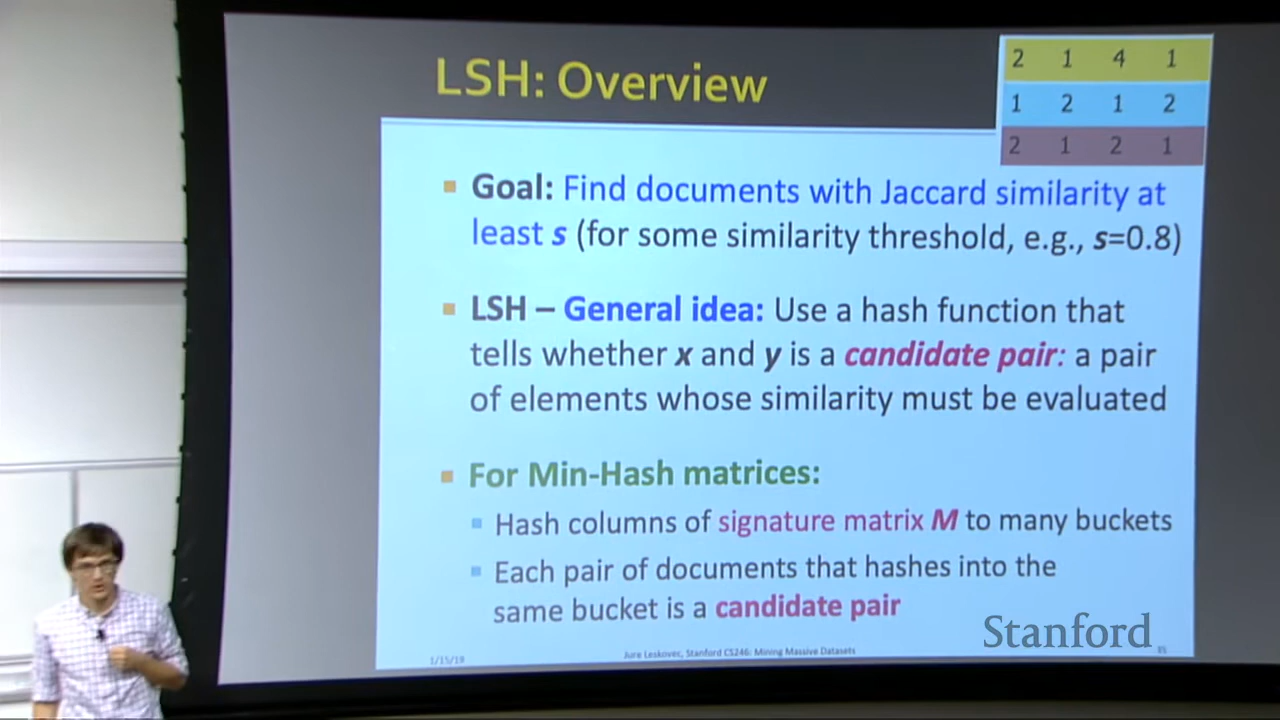 LSH: Overview
2 1 4 1
1 2 1 2
2 1 2 1
▪ Goal: Find documents with Jaccard similarity at
least s (for some similarity threshold, e.g., s=0.8)
▪ LSH – General idea: Use a hash function that
tells whether x and y is a candidate pair: a pair
of elements whose similarity must be evaluated
▪ For Min-Hash matrices:
▪ Hash columns of signature matrix M to many buckets
▪ Each pair of documents that hashes into the
same bucket is a candidate pair
Stanford
1/15/18
Jure Leskovec, Stanford CS246: Mining Massive Datasets